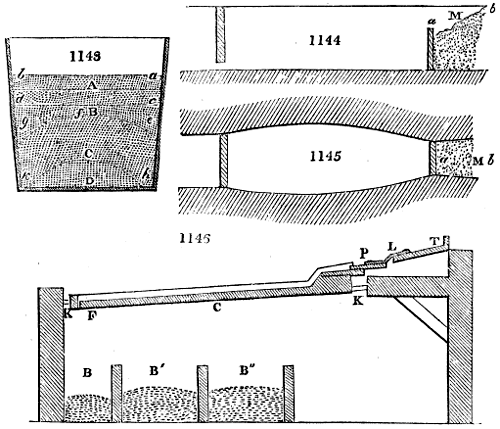 1143
b a
A
d c
g f B e
C
k h
D
1144
a M b
1145
a M b
1146
P L T
K F C K
B B′ B″